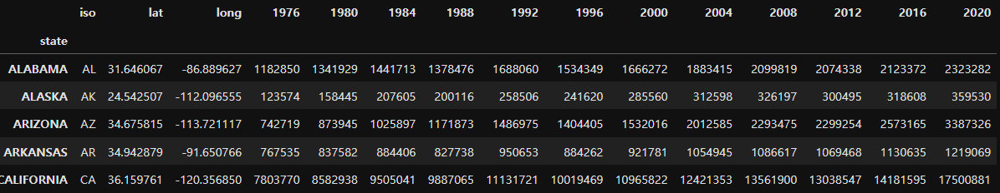 iso lat long 1976 1980 1984 1988 1992 1996 2000 2004 2008 2012 2016 2020
state
ALABAMA AL 31.646067 -86.889627 1182850 1341929 1441713 1378476 1688060 1534349 1666272 1883415 2099819 2074338 2123372 2323282
ALASKA AK 24.542507 -112.096555 123574 158445 207605 200116 258506 241620 285560 312598 326197 300495 318608 359530
ARIZONA AZ 34.675815 -113.721117 742719 873945 1025897 1171873 1486975 1404405 1532016 2012585 2293475 2299254 2573165 3387326
ARKANSAS AR 34.942879 -91.650766 767535 837582 884406 827738 950653 884262 921781 1054945 1086617 1069468 1130635 1219069
CALIFORNIA CA 36.159761 -120.356850 7803770 8582938 9505041 9887065 11131721 10019469 10965822 12421353 13561900 13038547 14181595 17500881